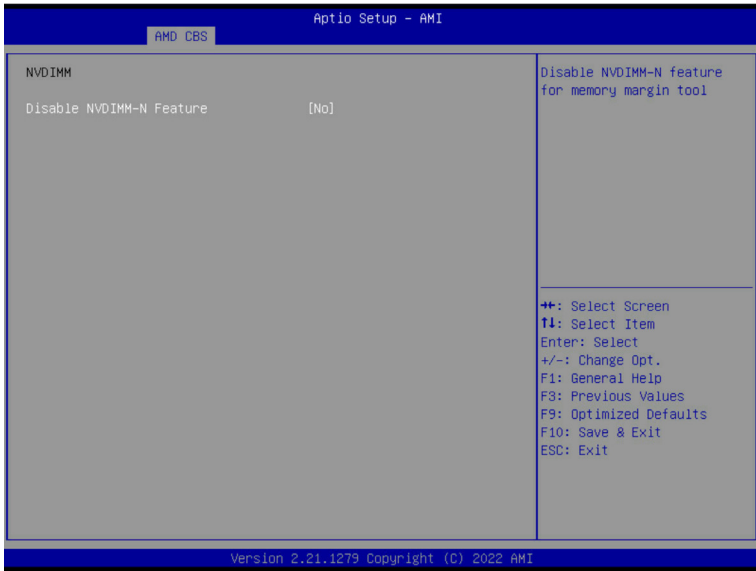 Aptio Setup – AMI
AMD CBS
NVDIMM
Disable NVDIMM-N Feature [No]
Disable NVDIMM-N feature
for memory margin tool
→←: Select Screen
↑↓: Select Item
Enter: Select
+/-: Change Opt.
F1: General Help
F3: Previous Values
F9: Optimized Defaults
F10: Save & Exit
ESC: Exit
Version 2.21.1279 Copyright (C) 2022 AMI